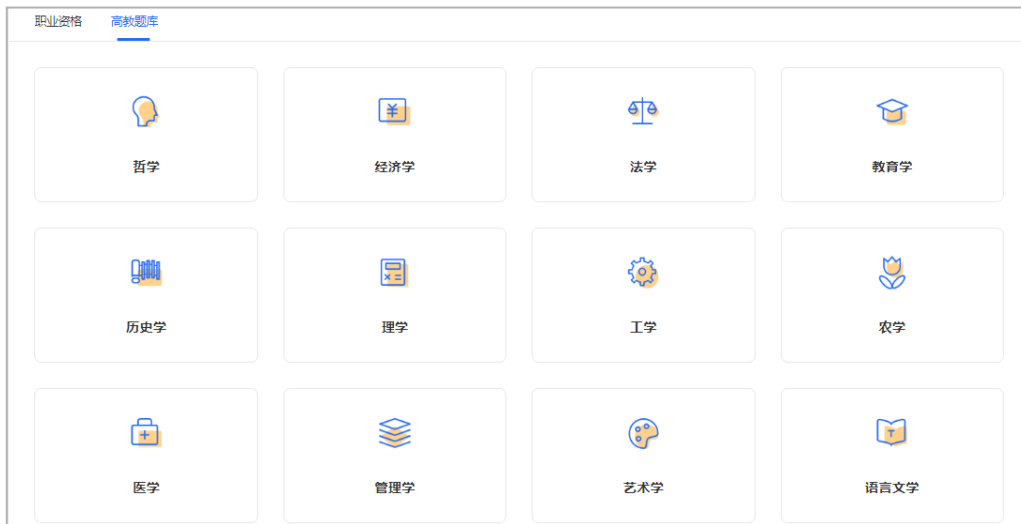 职业资格 高教题库
哲学 经济学 法学 教育学
历史学 理学 工学 农学
医学 管理学 艺术学 语言文学